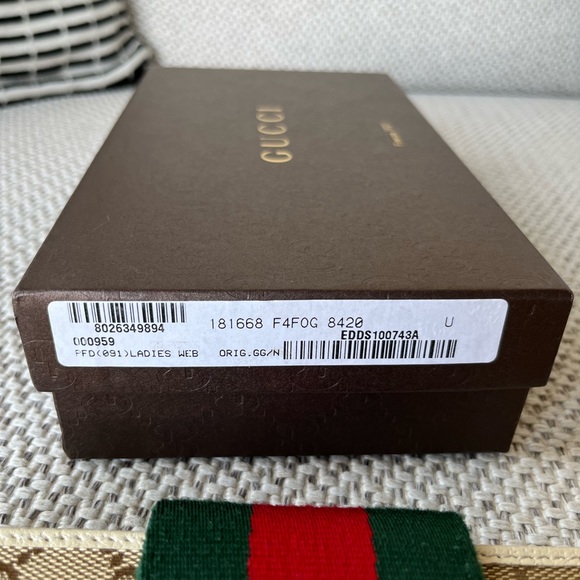 GUCCI
181668 F4F0G 8420 U
8026349894
EDDS100743A
000959
PFD(091)LADIES WEB ORIG.GG/N